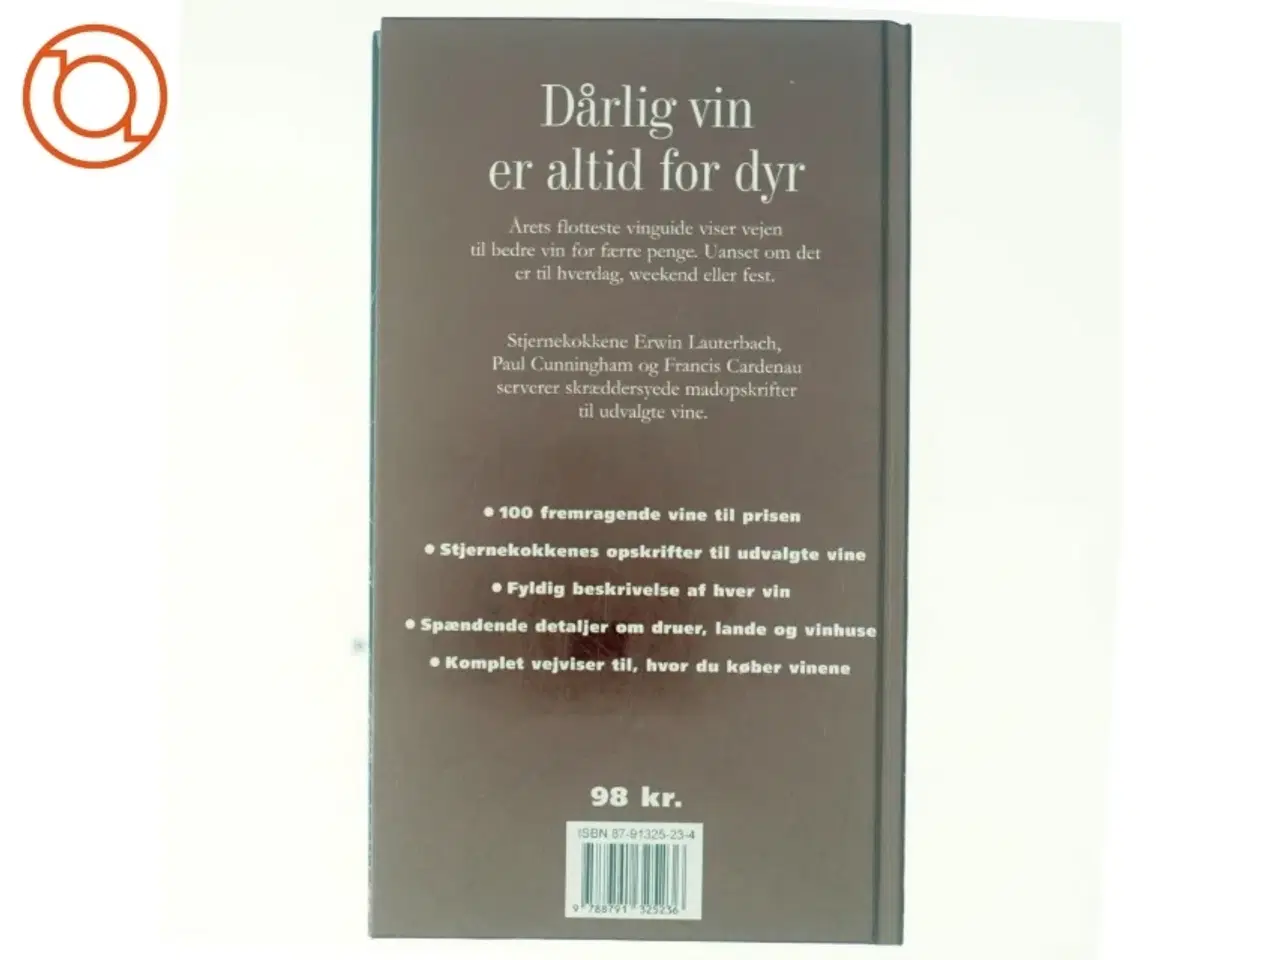 Dårlig vin
er altid for dyr
Årets flotteste vinguide viser vejen
til bedre vin for færre penge. Uanset om det
er til hverdag, weekend eller fest.
Stjernekokkene Erwin Lauterbach,
Paul Cunningham og Francis Cardenau
serverer skræddersyede madopskrifter
til udvalgte vine.
● 100 fremragende vine til prisen
● Stjernekokkenes opskrifter til udvalgte vine
● Fyldig beskrivelse af hver vin
● Spændende detaljer om druer, lande og vinhuse
● Komplet vejviser til, hvor du køber vinene
98 kr.
ISBN 87-91325-23-4
9 788791 325236